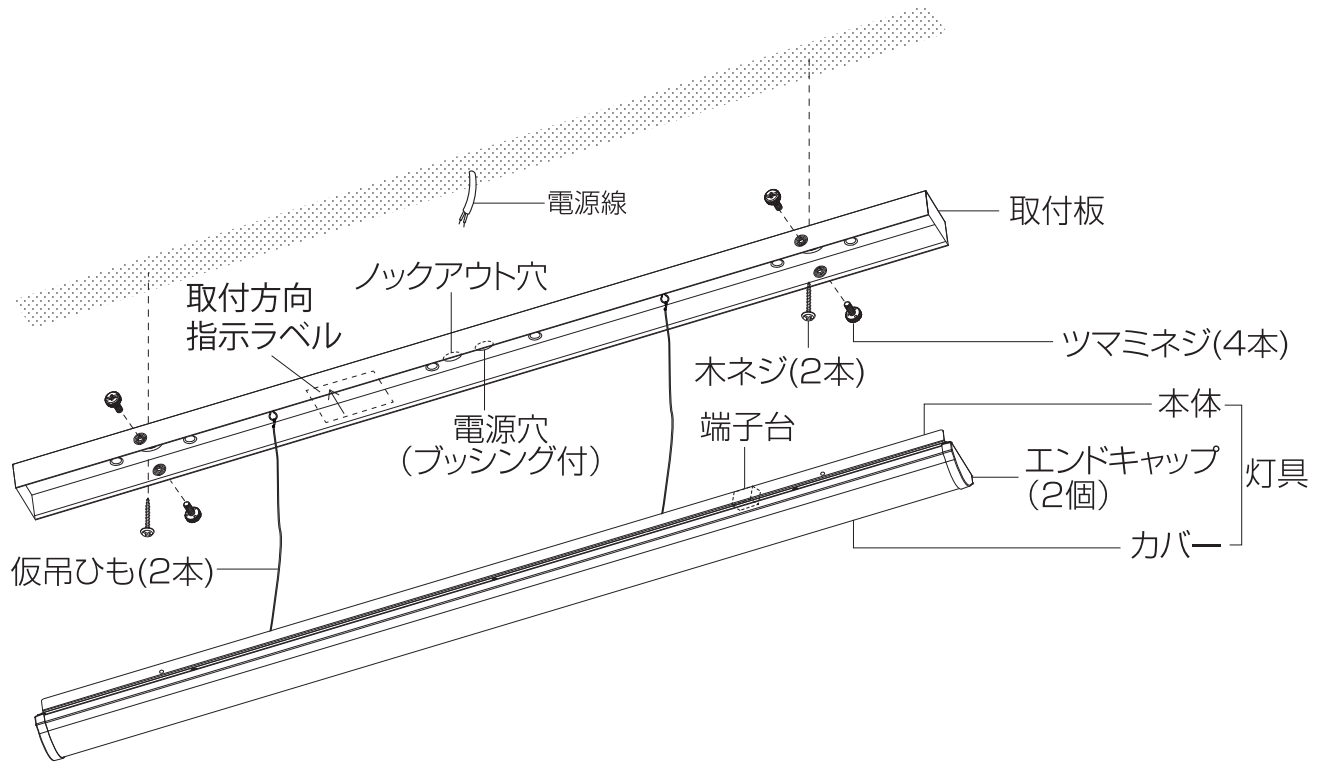 電源線
取付板
ノックアウト穴
取付方向
指示ラベル
ツマミネジ(4本)
木ネジ(2本)
本体
端子台
電源穴
(ブッシング付)
エンドキャップ
(2個)
灯具
カバー
仮吊ひも(2本)